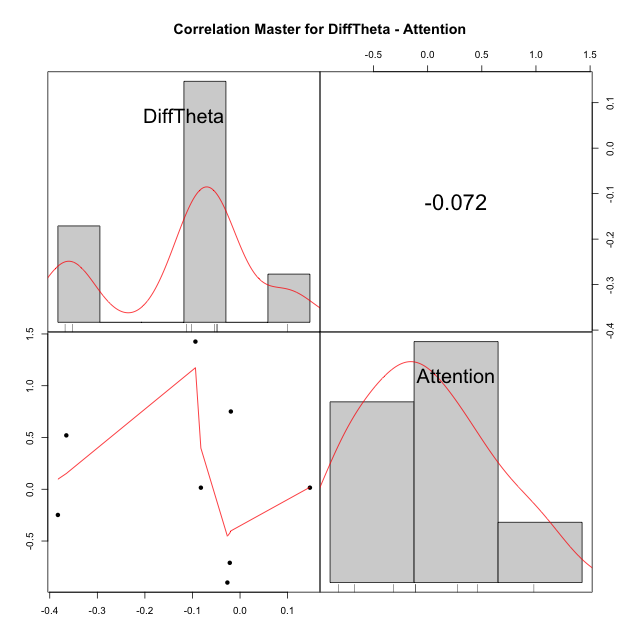 Correlation Master for DiffTheta - Attention
-0.5 0.0 0.5 1.0 1.5
DiffTheta
-0.072
0.1
0.0
-0.1
-0.2
-0.3
-0.4
1.5
1.0
0.5
0.0
-0.5
Attention
-0.4 -0.3 -0.2 -0.1 0.0 0.1